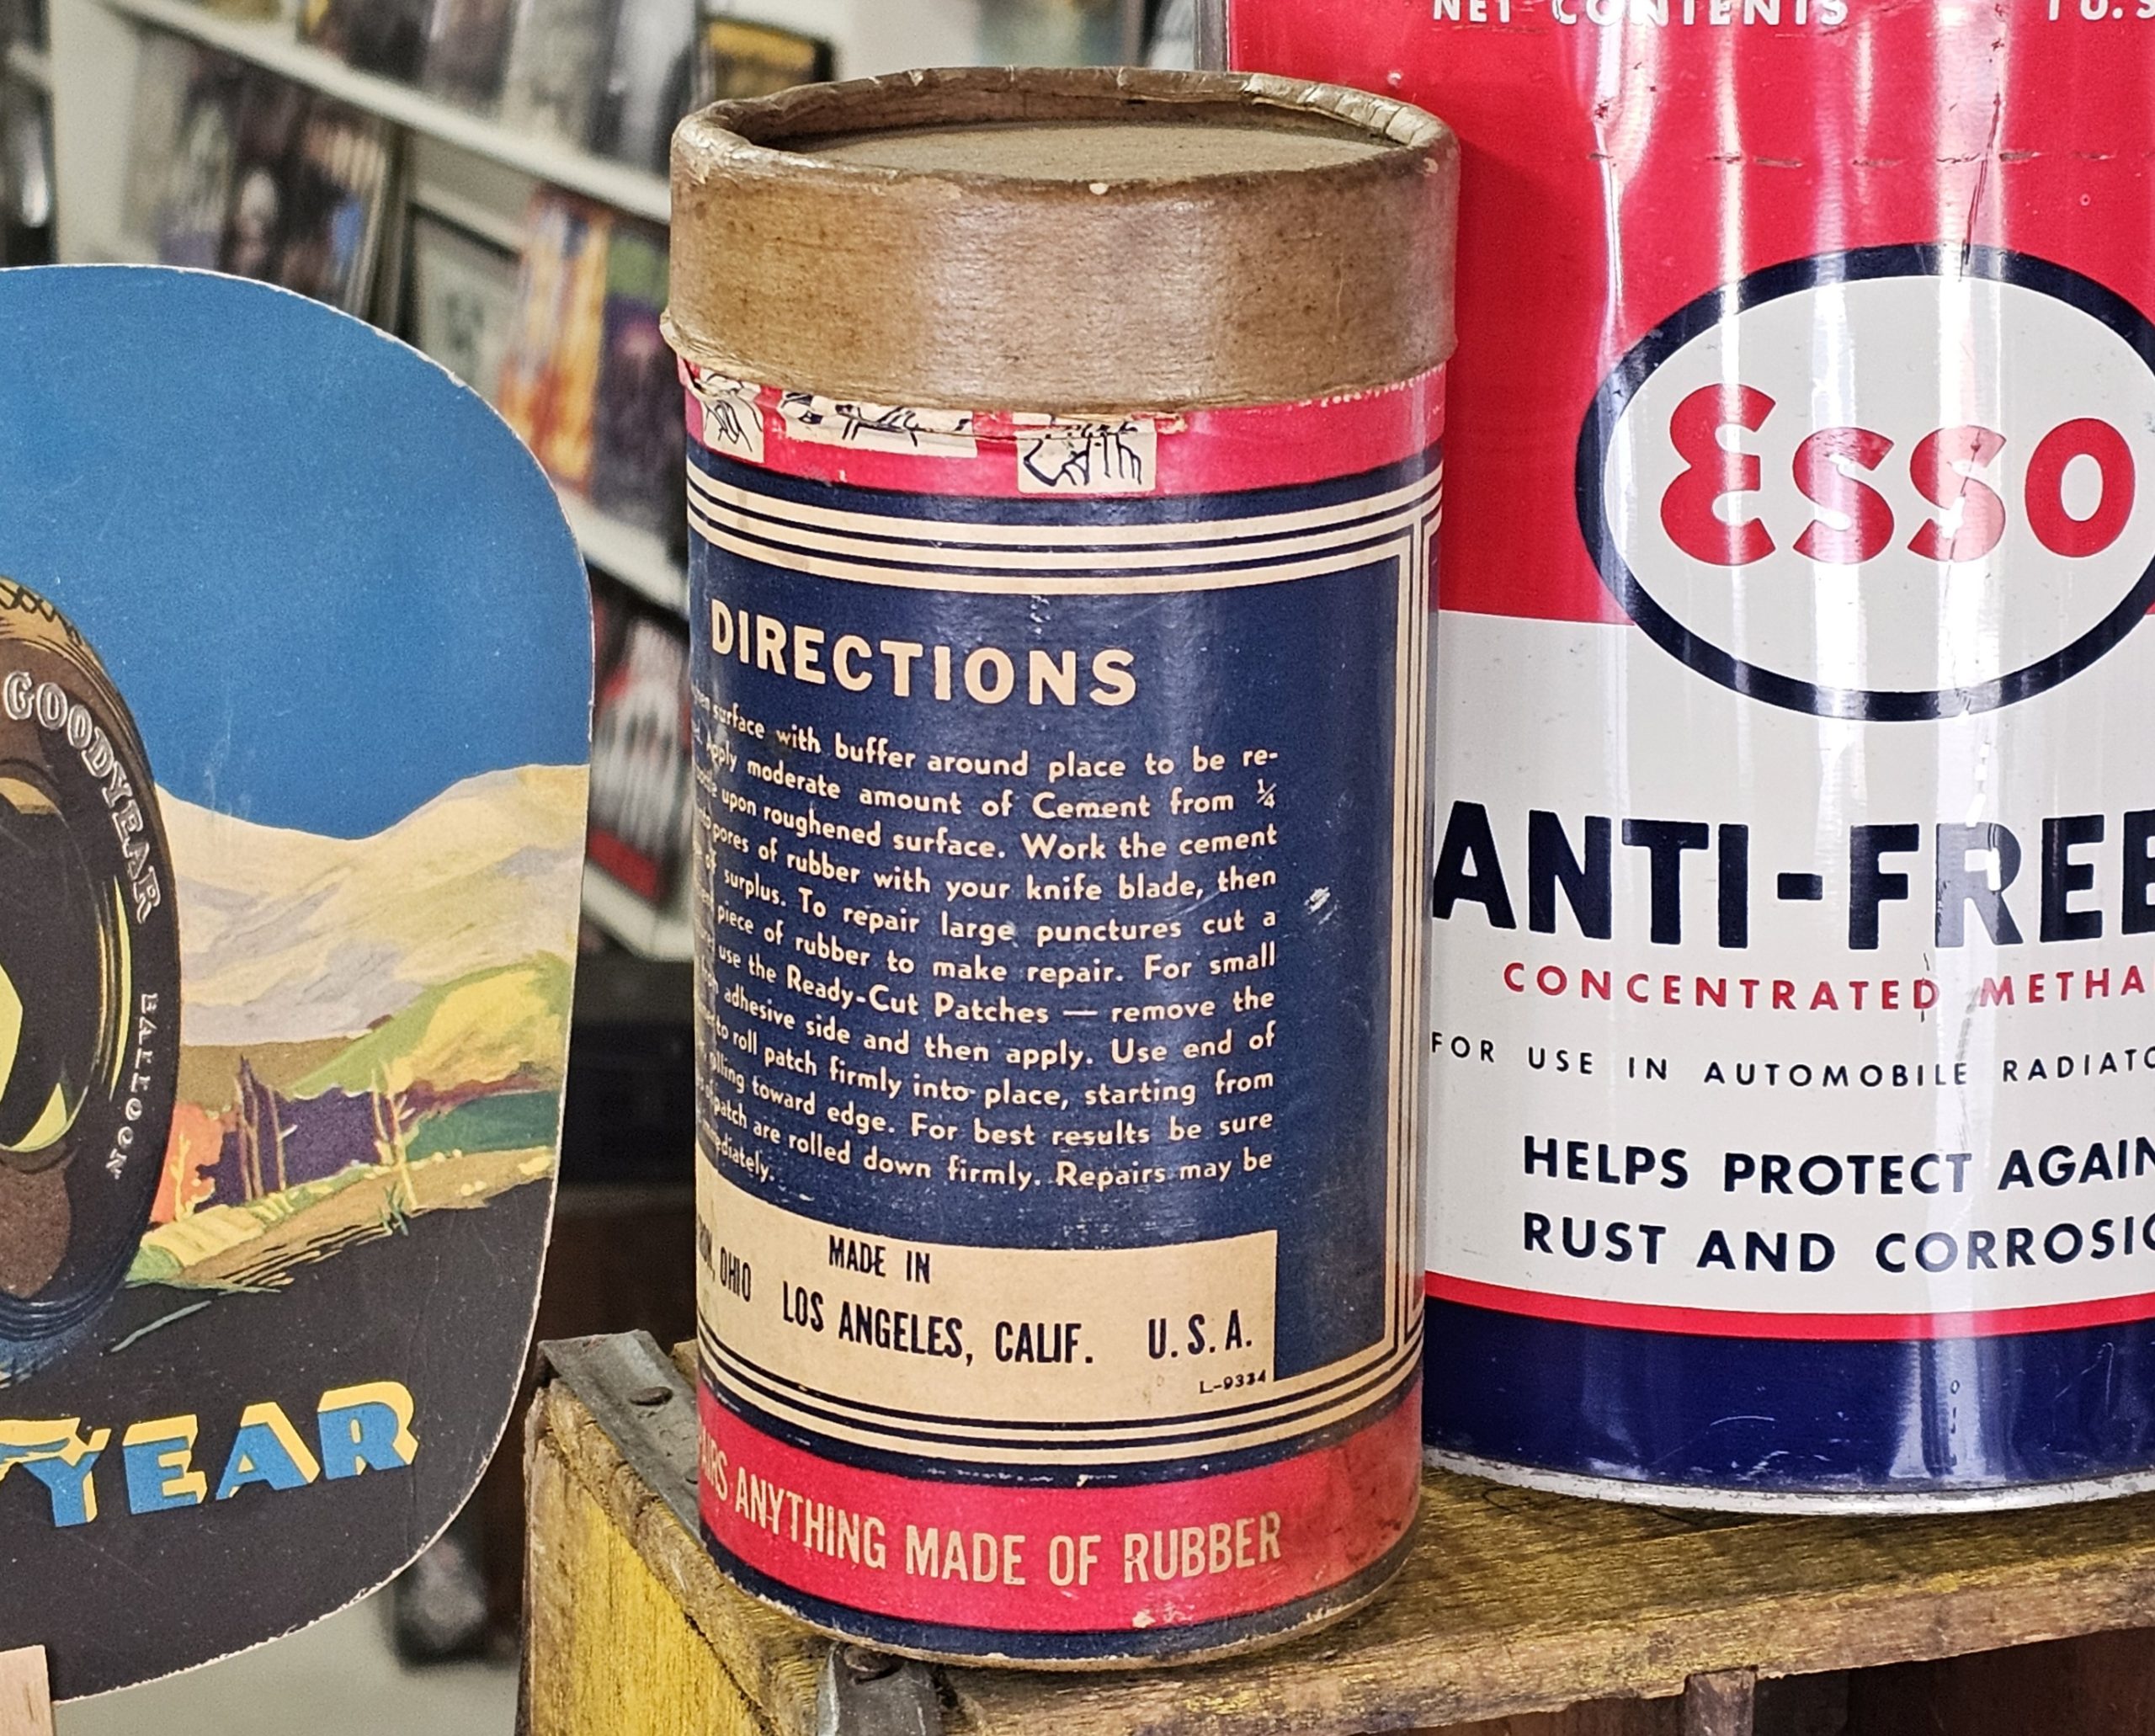 GOODYEAR
BALLOON
YEAR
DIRECTIONS
surface with buffer around place to be re-
Apply moderate amount of Cement from ¼
upon roughened surface. Work the cement
pores of rubber with your knife blade, then
of surplus. To repair large punctures cut a
piece of rubber to make repair. For small
use the Ready-Cut Patches — remove the
adhesive side and then apply. Use end of
to roll patch firmly into place, starting from
rolling toward edge. For best results be sure
of patch are rolled down firmly. Repairs may be
MADE IN
OHIO LOS ANGELES, CALIF. U.S.A.
L-9334
ANYTHING MADE OF RUBBER
NET CONTENTS 1 U.S
Esso
ANTI-FREE
CONCENTRATED METHA
FOR USE IN AUTOMOBILE RADIATO
HELPS PROTECT AGAIN
RUST AND CORROSIO